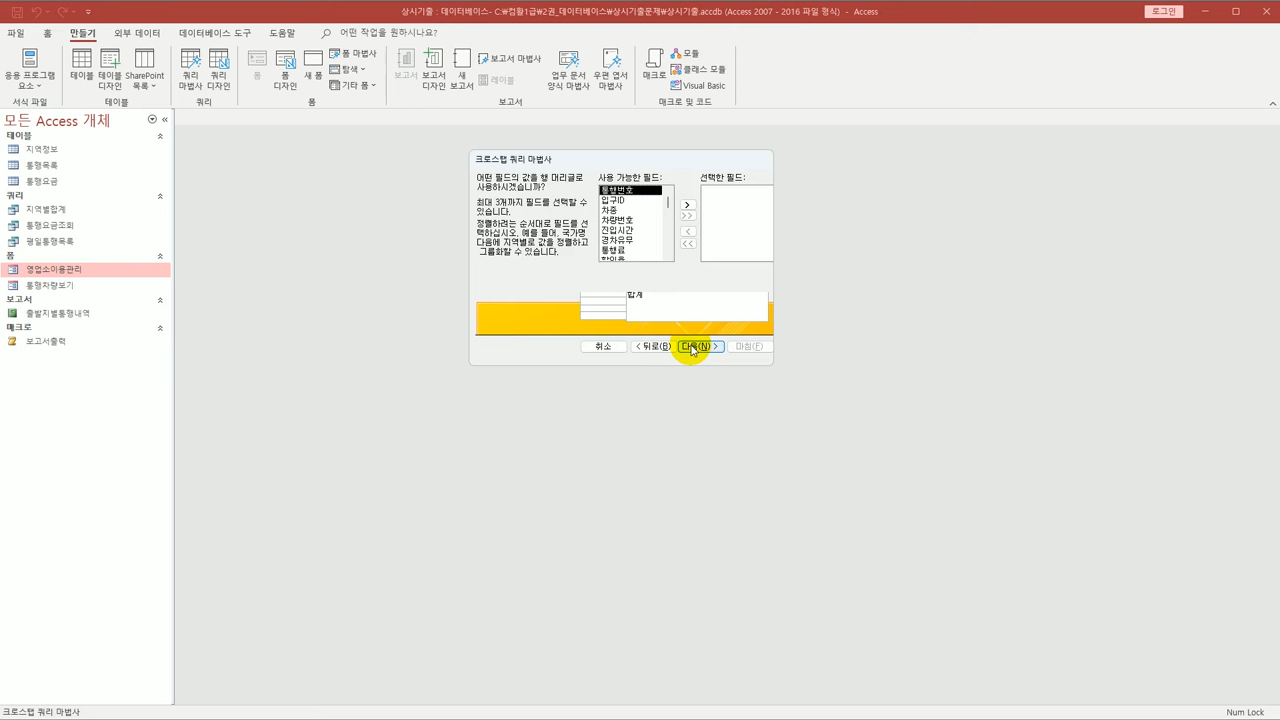 상시기출 : 데이터베이스- C:₩컴활1급₩2권_데이터베이스₩상시기출문제₩상시기출.accdb (Access 2007 - 2016 파일 형식) - Access
로그인
파일 홈 만들기 외부 데이터 데이터베이스 도구 도움말 어떤 작업을 원하시나요?
응용 프로그램
요소
서식 파일
테이블
테이블
디자인
SharePoint
목록
테이블
쿼리
마법사
쿼리
디자인
쿼리
폼
폼
디자인
새 폼
폼 마법사
탐색
기타 폼
폼
보고서
보고서
디자인
새
보고서
보고서 마법사
레이블
업무 문서
양식 마법사
우편 엽서
마법사
보고서
매크로
모듈
클래스 모듈
Visual Basic
매크로 및 코드
모든 Access 개체
테이블
지역정보
통행목록
통행요금
쿼리
지역별합계
통행요금조회
평일통행목록
폼
영업소이용관리
통행차량보기
보고서
출발지별통행내역
매크로
보고서출력
크로스탭 쿼리 마법사
어떤 필드의 값을 행 머리글로
사용하시겠습니까?
최대 3개까지 필드를 선택할 수
있습니다.
정렬하려는 순서대로 필드를 선
택하십시오. 예를 들어, 국가명
다음에 지역별로 값을 정렬하고
그룹화할 수 있습니다.
사용 가능한 필드:
통행번호
입구ID
차종
차량번호
진입시간
경차유무
통행료
할인율
선택한 필드:
>
>>
<
<<
합계
취소
< 뒤로(B)
다음(N) >
마침(F)
크로스탭 쿼리 마법사
Num Lock